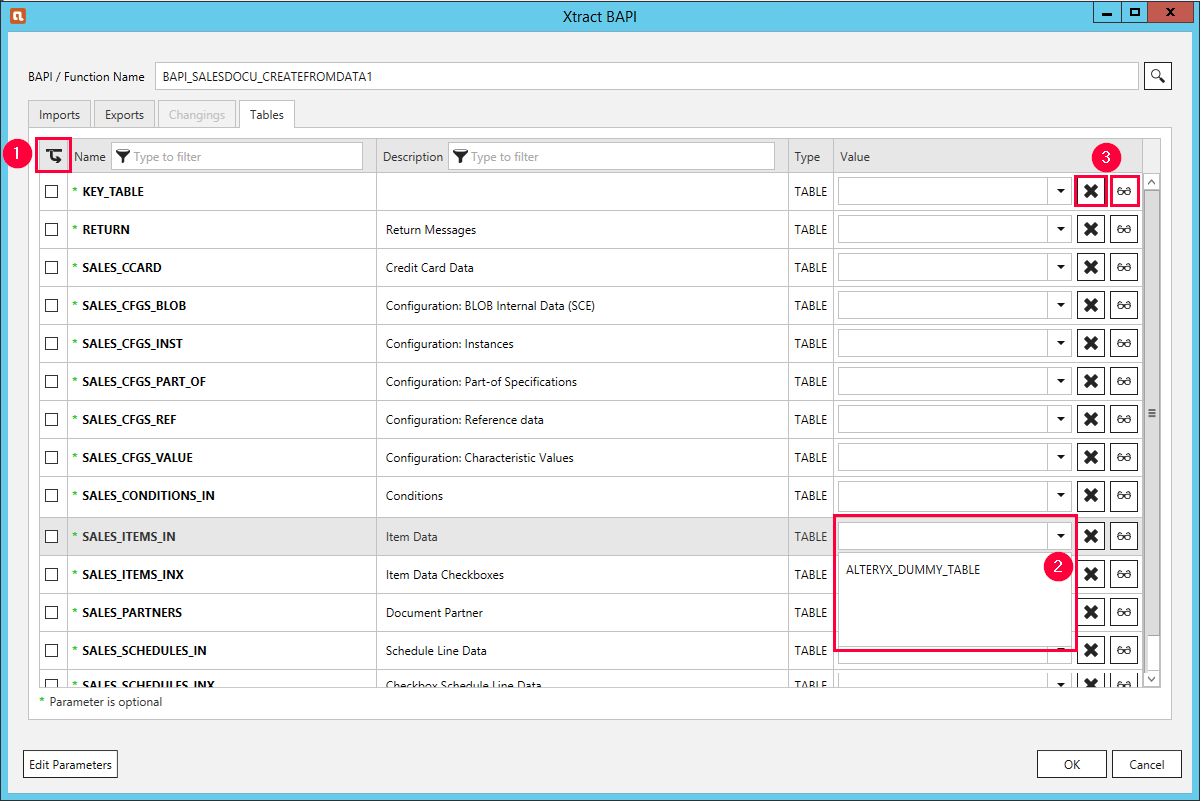 Xtract BAPI
BAPI / Function Name BAPI_SALESDOCU_CREATEFROMDATA1
Imports Exports Changings Tables
1 Name Type to filter Description Type to filter Type Value 3
* KEY_TABLE TABLE
* RETURN Return Messages TABLE
* SALES_CCARD Credit Card Data TABLE
* SALES_CFGS_BLOB Configuration: BLOB Internal Data (SCE) TABLE
* SALES_CFGS_INST Configuration: Instances TABLE
* SALES_CFGS_PART_OF Configuration: Part-of Specifications TABLE
* SALES_CFGS_REF Configuration: Reference data TABLE
* SALES_CFGS_VALUE Configuration: Characteristic Values TABLE
* SALES_CONDITIONS_IN Conditions TABLE
* SALES_ITEMS_IN Item Data TABLE
* SALES_ITEMS_INX Item Data Checkboxes TABLE ALTERYX_DUMMY_TABLE 2
* SALES_PARTNERS Document Partner TABLE
* SALES_SCHEDULES_IN Schedule Line Data TABLE
* SALES_SCHEDULES_INX Checkbox Schedule Line Data TABLE
* Parameter is optional
Edit Parameters OK Cancel